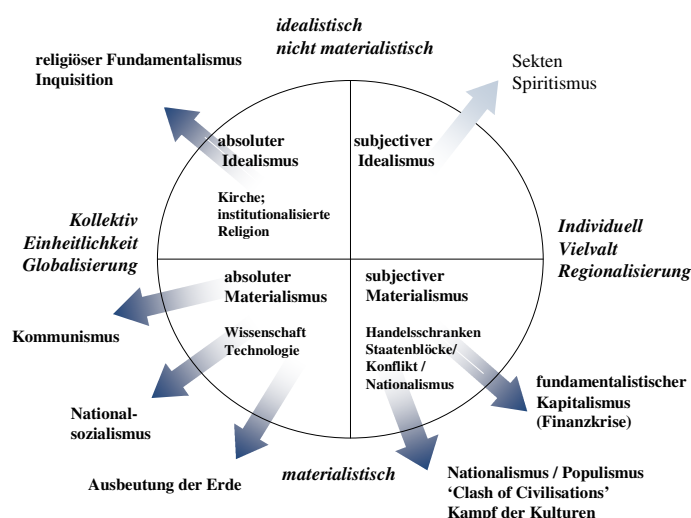 idealistisch
nicht materialistisch
religiöser Fundamentalismus
Inquisition
Sekten
Spiritismus
absoluter
Idealismus
subjectiver
Idealismus
Kirche;
institutionalisierte
Religion
Kollektiv
Einheitlichkeit
Globalisierung
Individuell
Vielvalt
Regionalisierung
absoluter
Materialismus
subjectiver
Materialismus
Kommunismus
Wissenschaft
Technologie
Handelsschranken
Staatenblöcke/
Konflikt /
Nationalismus
fundamentalistischer
Kapitalismus
(Finanzkrise)
National-
sozialismus
Ausbeutung der Erde
materialistisch
Nationalismus / Populismus
‘Clash of Civilisations’
Kampf der Kulturen